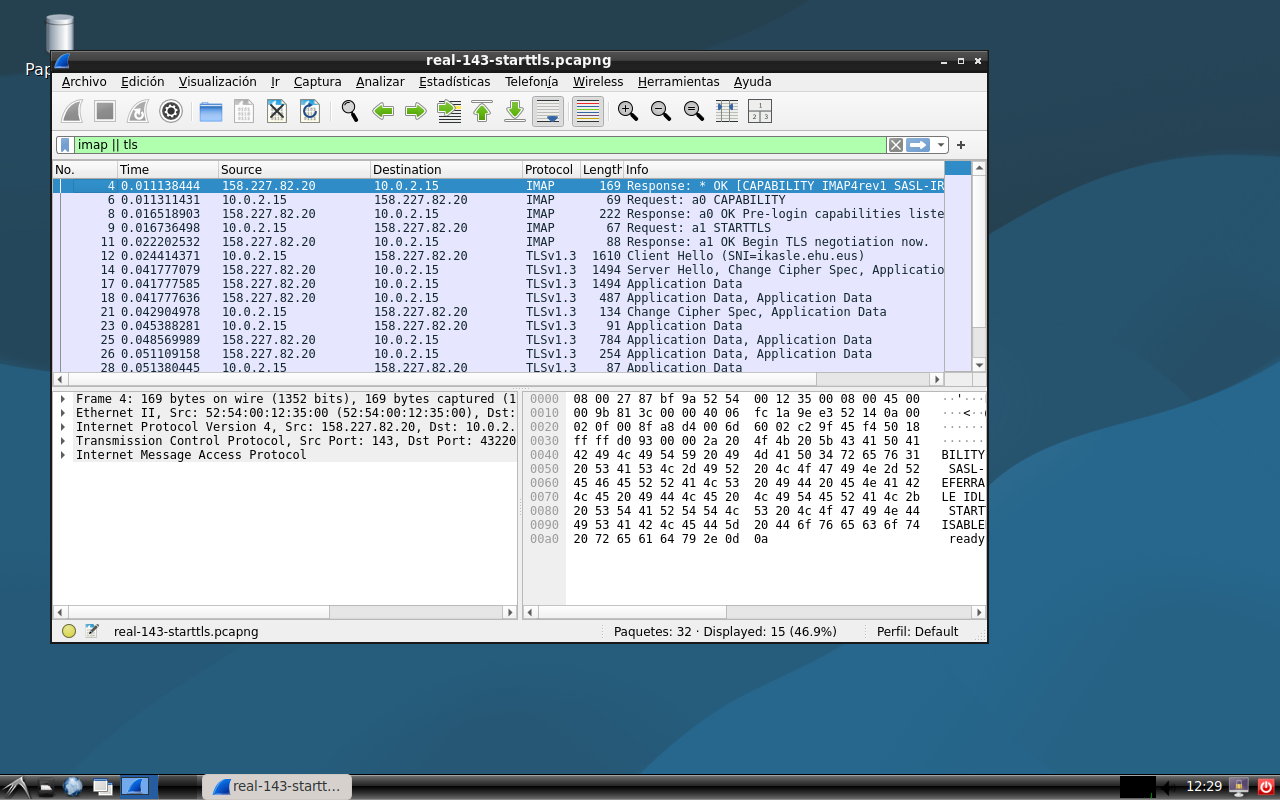 Pap
real-143-starttls.pcapng
Archivo Edición Visualización Ir Captura Analizar Estadísticas Telefonía Wireless Herramientas Ayuda
imap || tls
No. Time Source Destination Protocol Length Info
4 0.011138444 158.227.82.20 10.0.2.15 IMAP 169 Response: * OK [CAPABILITY IMAP4rev1 SASL-IR
6 0.011311431 10.0.2.15 158.227.82.20 IMAP 69 Request: a0 CAPABILITY
8 0.016518903 158.227.82.20 10.0.2.15 IMAP 222 Response: a0 OK Pre-login capabilities liste
9 0.016736498 10.0.2.15 158.227.82.20 IMAP 67 Request: a1 STARTTLS
11 0.022202532 158.227.82.20 10.0.2.15 IMAP 88 Response: a1 OK Begin TLS negotiation now.
12 0.024414371 10.0.2.15 158.227.82.20 TLSv1.3 1610 Client Hello (SNI=ikasle.ehu.eus)
14 0.041777079 158.227.82.20 10.0.2.15 TLSv1.3 1494 Server Hello, Change Cipher Spec, Applicatio
17 0.041777585 158.227.82.20 10.0.2.15 TLSv1.3 1494 Application Data
18 0.041777636 158.227.82.20 10.0.2.15 TLSv1.3 487 Application Data, Application Data
21 0.042904978 10.0.2.15 158.227.82.20 TLSv1.3 134 Change Cipher Spec, Application Data
23 0.045388281 10.0.2.15 158.227.82.20 TLSv1.3 91 Application Data
25 0.048569989 158.227.82.20 10.0.2.15 TLSv1.3 784 Application Data, Application Data
26 0.051109158 158.227.82.20 10.0.2.15 TLSv1.3 254 Application Data, Application Data
28 0.051380445 10.0.2.15 158.227.82.20 TLSv1.3 87 Application Data
Frame 4: 169 bytes on wire (1352 bits), 169 bytes captured (1
Ethernet II, Src: 52:54:00:12:35:00 (52:54:00:12:35:00), Dst:
Internet Protocol Version 4, Src: 158.227.82.20, Dst: 10.0.2.
Transmission Control Protocol, Src Port: 143, Dst Port: 43220
Internet Message Access Protocol
0000 08 00 27 87 bf 9a 52 54 00 12 35 00 08 00 45 00 ··'···
0010 00 9b 81 3c 00 00 40 06 fc 1a 9e e3 52 14 0a 00 ···<·
0020 02 0f 00 8f a8 d4 00 6d 60 02 c2 9f 45 f4 50 18 ······
0030 ff ff d0 93 00 00 2a 20 4f 4b 20 5b 43 41 50 41 ······
0040 42 49 4c 49 54 59 20 49 4d 41 50 34 72 65 76 31 BILITY
0050 20 53 41 53 4c 2d 49 52 20 4c 4f 47 49 4e 2d 52 SASL-
0060 45 46 45 52 52 41 4c 53 20 49 44 20 45 4e 41 42 EFERRA
0070 4c 45 20 49 44 4c 45 20 4c 49 54 45 52 41 4c 2b LE IDL
0080 20 53 54 41 52 54 54 4c 53 20 4c 4f 47 49 4e 44 START
0090 49 53 41 42 4c 45 44 5d 20 44 6f 76 65 63 6f 74 ISABLE
00a0 20 72 65 61 64 79 2e 0d 0a ready
real-143-starttls.pcapng Paquetes: 32 · Displayed: 15 (46.9%) Perfil: Default
real-143-startt... 12:29